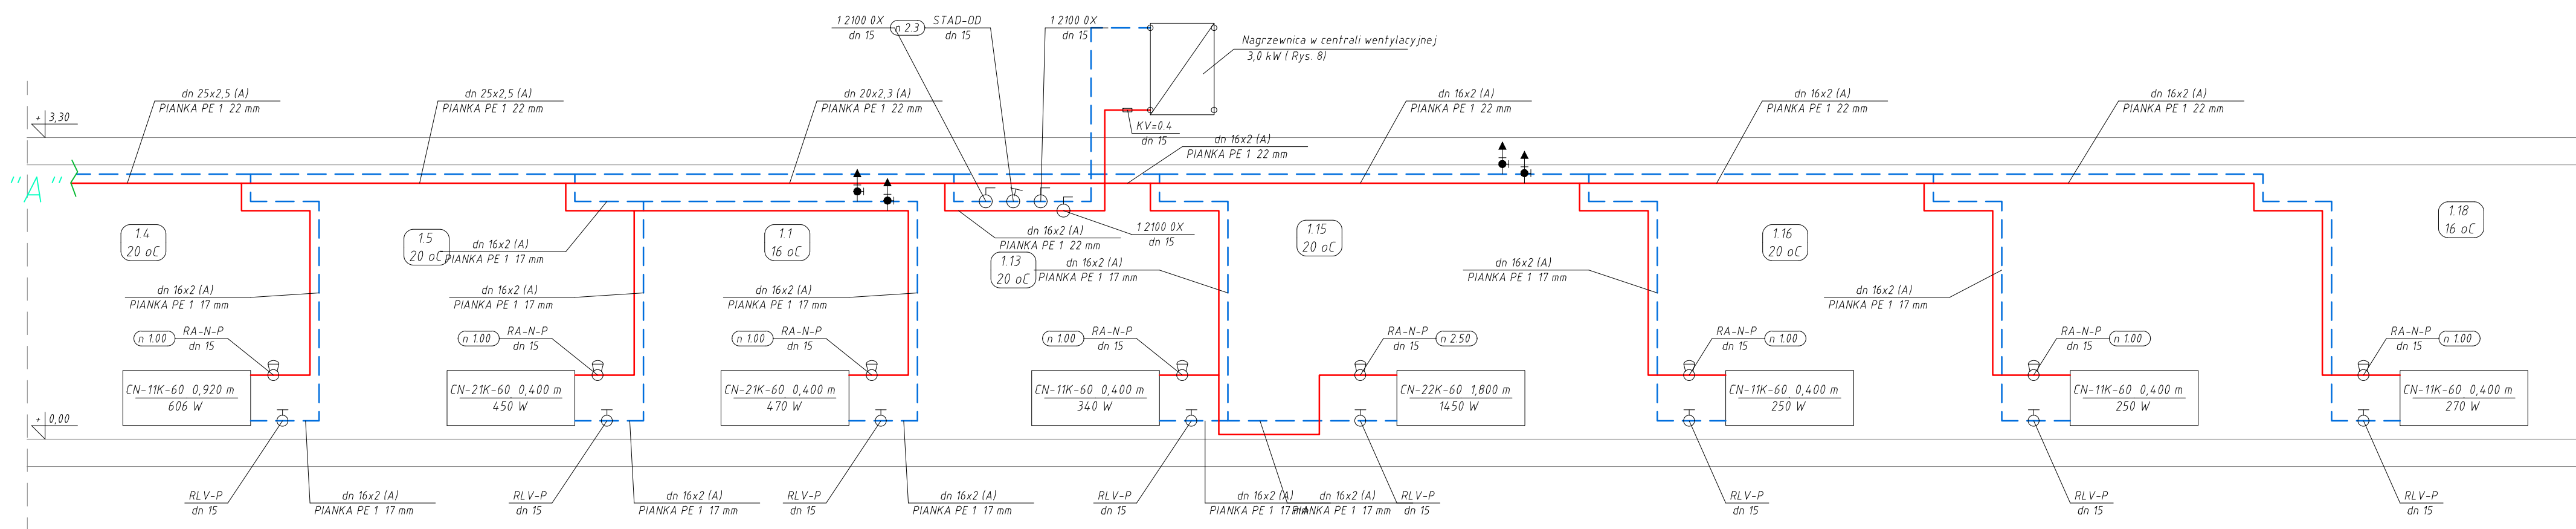 1 2100 0X
dn 15
n 2.3
STAD-OD
dn 15
1 2100 0X
dn 15
Nagrzewnica w centrali wentylacyjnej
3,0 kW ( Rys. 8)
dn 25x2,5 (A)
PIANKA PE 1 22 mm
dn 25x2,5 (A)
PIANKA PE 1 22 mm
dn 20x2,3 (A)
PIANKA PE 1 22 mm
KV=0.4
dn 15
dn 16x2 (A)
PIANKA PE 1 22 mm
dn 16x2 (A)
PIANKA PE 1 22 mm
dn 16x2 (A)
PIANKA PE 1 22 mm
dn 16x2 (A)
PIANKA PE 1 22 mm
+ 3,30
"A"
1.4
20 oC
1.5
20 oC
dn 16x2 (A)
PIANKA PE 1 17 mm
1.1
16 oC
dn 16x2 (A)
PIANKA PE 1 22 mm
1 2100 0X
dn 15
1.13
20 oC
dn 16x2 (A)
PIANKA PE 1 17 mm
1.15
20 oC
dn 16x2 (A)
PIANKA PE 1 17 mm
1.16
20 oC
1.18
16 oC
dn 16x2 (A)
PIANKA PE 1 17 mm
dn 16x2 (A)
PIANKA PE 1 17 mm
dn 16x2 (A)
PIANKA PE 1 17 mm
dn 16x2 (A)
PIANKA PE 1 17 mm
n 1.00
RA-N-P
dn 15
n 1.00
RA-N-P
dn 15
n 1.00
RA-N-P
dn 15
n 1.00
RA-N-P
dn 15
RA-N-P
dn 15
n 2.50
RA-N-P
dn 15
n 1.00
RA-N-P
dn 15
n 1.00
RA-N-P
dn 15
n 1.00
CN-11K-60 0,920 m
606 W
CN-21K-60 0,400 m
450 W
CN-21K-60 0,400 m
470 W
CN-11K-60 0,400 m
340 W
CN-22K-60 1,800 m
1450 W
CN-11K-60 0,400 m
250 W
CN-11K-60 0,400 m
250 W
CN-11K-60 0,400 m
270 W
+ 0,00
RLV-P
dn 15
dn 16x2 (A)
PIANKA PE 1 17 mm
RLV-P
dn 15
dn 16x2 (A)
PIANKA PE 1 17 mm
RLV-P
dn 15
dn 16x2 (A)
PIANKA PE 1 17 mm
RLV-P
dn 15
dn 16x2 (A)
PIANKA PE 1 17 mm
dn 16x2 (A)
PIANKA PE 1 17 mm
RLV-P
dn 15
RLV-P
dn 15
RLV-P
dn 15
RLV-P
dn 15